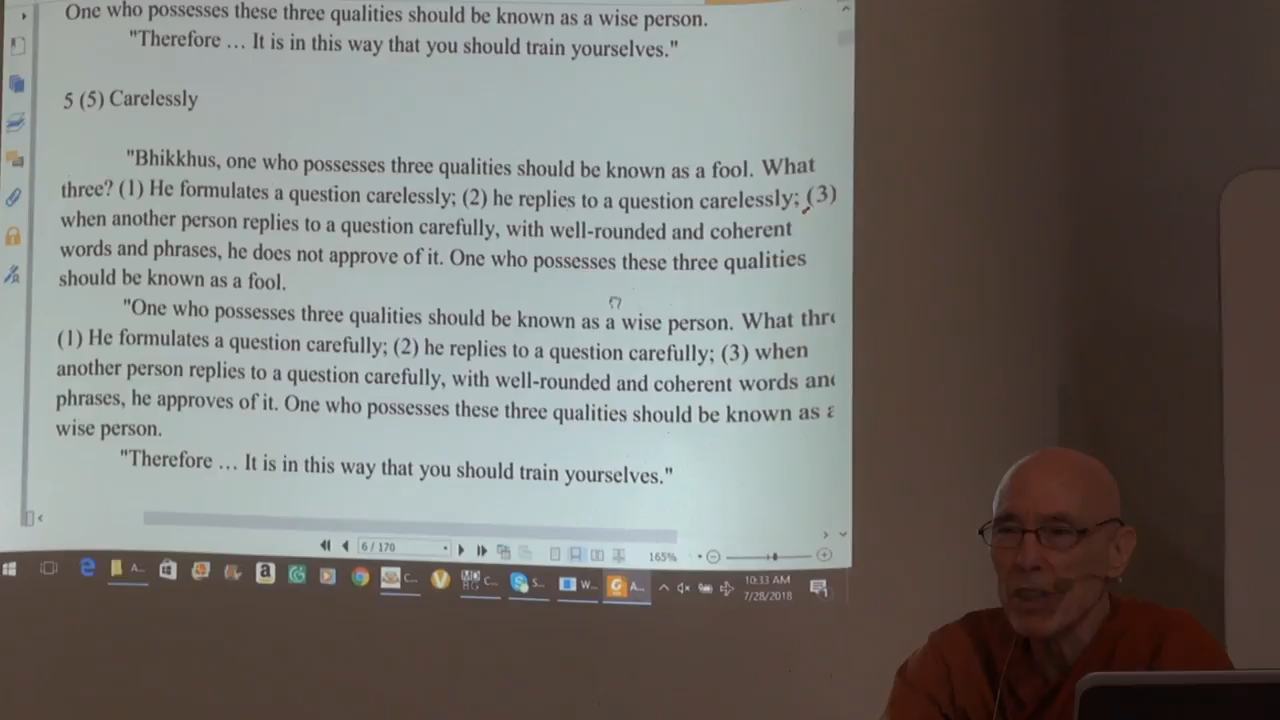 One who possesses these three qualities should be known as a wise person.
"Therefore … It is in this way that you should train yourselves."
5 (5) Carelessly
"Bhikkhus, one who possesses three qualities should be known as a fool. What
three? (1) He formulates a question carelessly; (2) he replies to a question carelessly; (3)
when another person replies to a question carefully, with well-rounded and coherent
words and phrases, he does not approve of it. One who possesses these three qualities
should be known as a fool.
"One who possesses three qualities should be known as a wise person. What thre
(1) He formulates a question carefully; (2) he replies to a question carefully; (3) when
another person replies to a question carefully, with well-rounded and coherent words and
phrases, he approves of it. One who possesses these three qualities should be known as a
wise person.
"Therefore … It is in this way that you should train yourselves."
6 / 170
165%
A...
C...
C...
S...
W...
A...
10:33 AM
7/28/2018